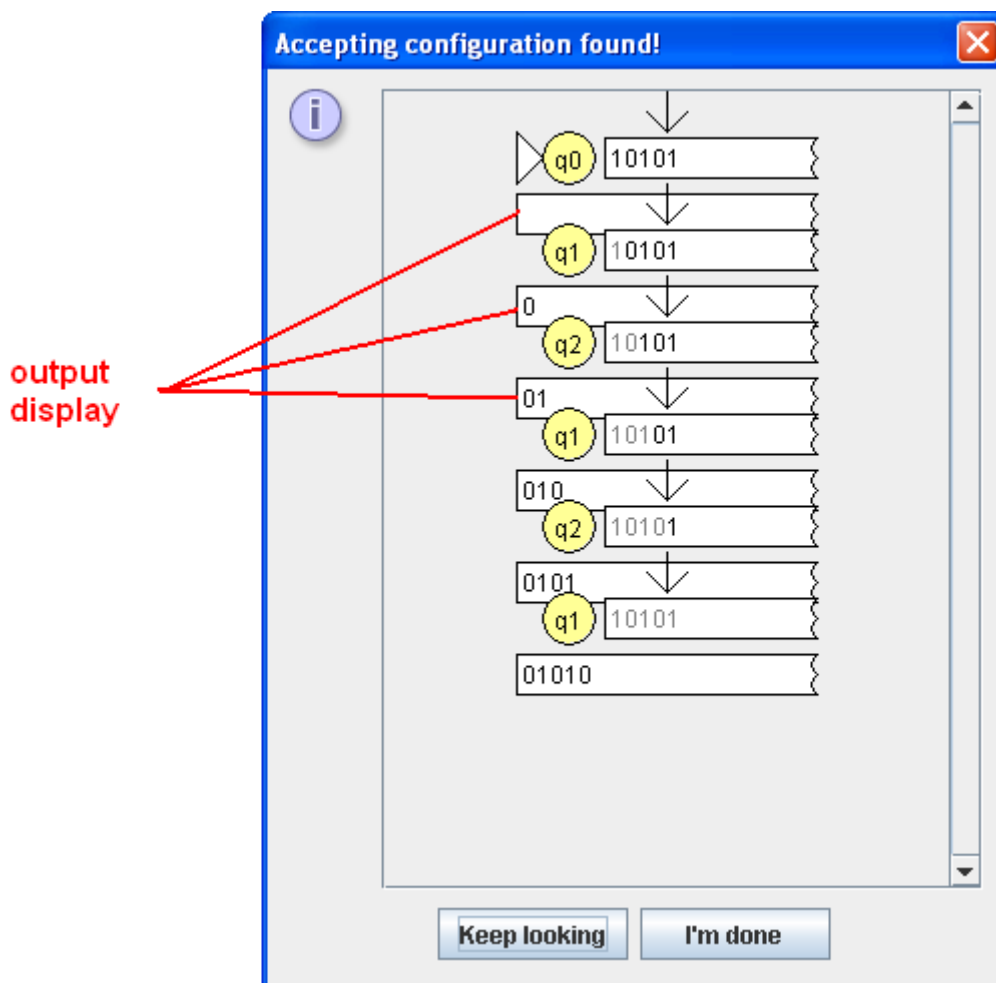 Accepting configuration found!
i
q0 10101
q1 10101
0
q2 10101
output
display
01
q1 10101
010
q2 10101
0101
q1 10101
01010
Keep looking I'm done